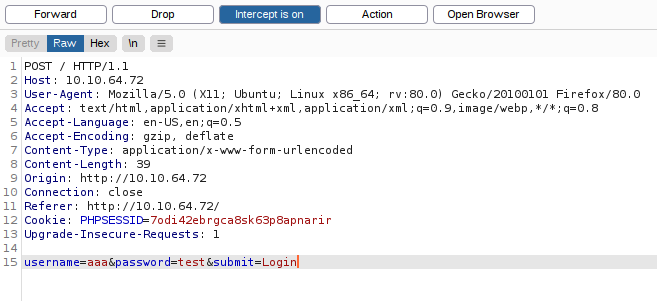 Forward Drop Intercept is on Action Open Browser
Pretty Raw Hex \n ≡
1 POST / HTTP/1.1
2 Host: 10.10.64.72
3 User-Agent: Mozilla/5.0 (X11; Ubuntu; Linux x86_64; rv:80.0) Gecko/20100101 Firefox/80.0
4 Accept: text/html,application/xhtml+xml,application/xml;q=0.9,image/webp,*/*;q=0.8
5 Accept-Language: en-US,en;q=0.5
6 Accept-Encoding: gzip, deflate
7 Content-Type: application/x-www-form-urlencoded
8 Content-Length: 39
9 Origin: http://10.10.64.72
10 Connection: close
11 Referer: http://10.10.64.72/
12 Cookie: PHPSESSID=7odi42ebrgca8sk63p8apnarir
13 Upgrade-Insecure-Requests: 1
14
15 username=aaa&password=test&submit=Login